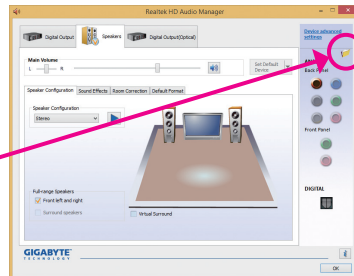 Realtek HD Audio Manager
Digital Output
Speakers
Digital Output(Optical)
Device advanced settings
Main Volume
L
R
Set Default Device
ANALOG
Back Panel
Speaker Configuration
Sound Effects
Room Correction
Default Format
Speaker Configuration
Stereo
Front Panel
Full-range Speakers
Front left and right
Surround speakers
Virtual Surround
DIGITAL
GIGABYTE
TECHNOLOGY
OK